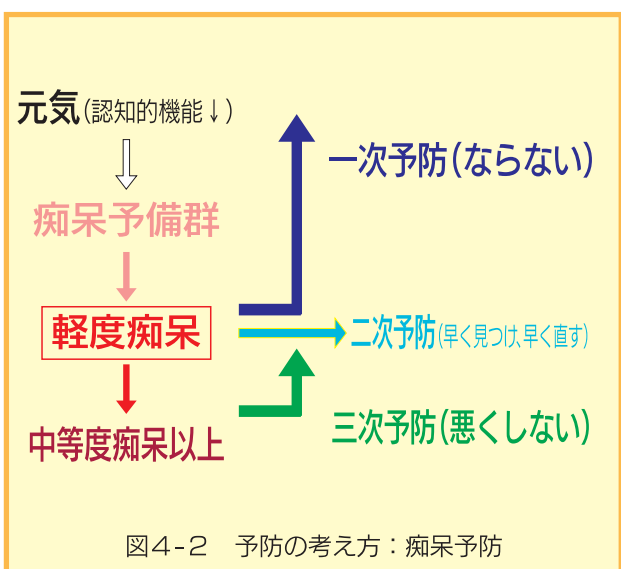 元気(認知的機能↓)
一次予防(ならない)
痴呆予備群
軽度痴呆
二次予防(早く見つけ、早く直す)
中等度痴呆以上
三次予防(悪くしない)
図4-2 予防の考え方:痴呆予防